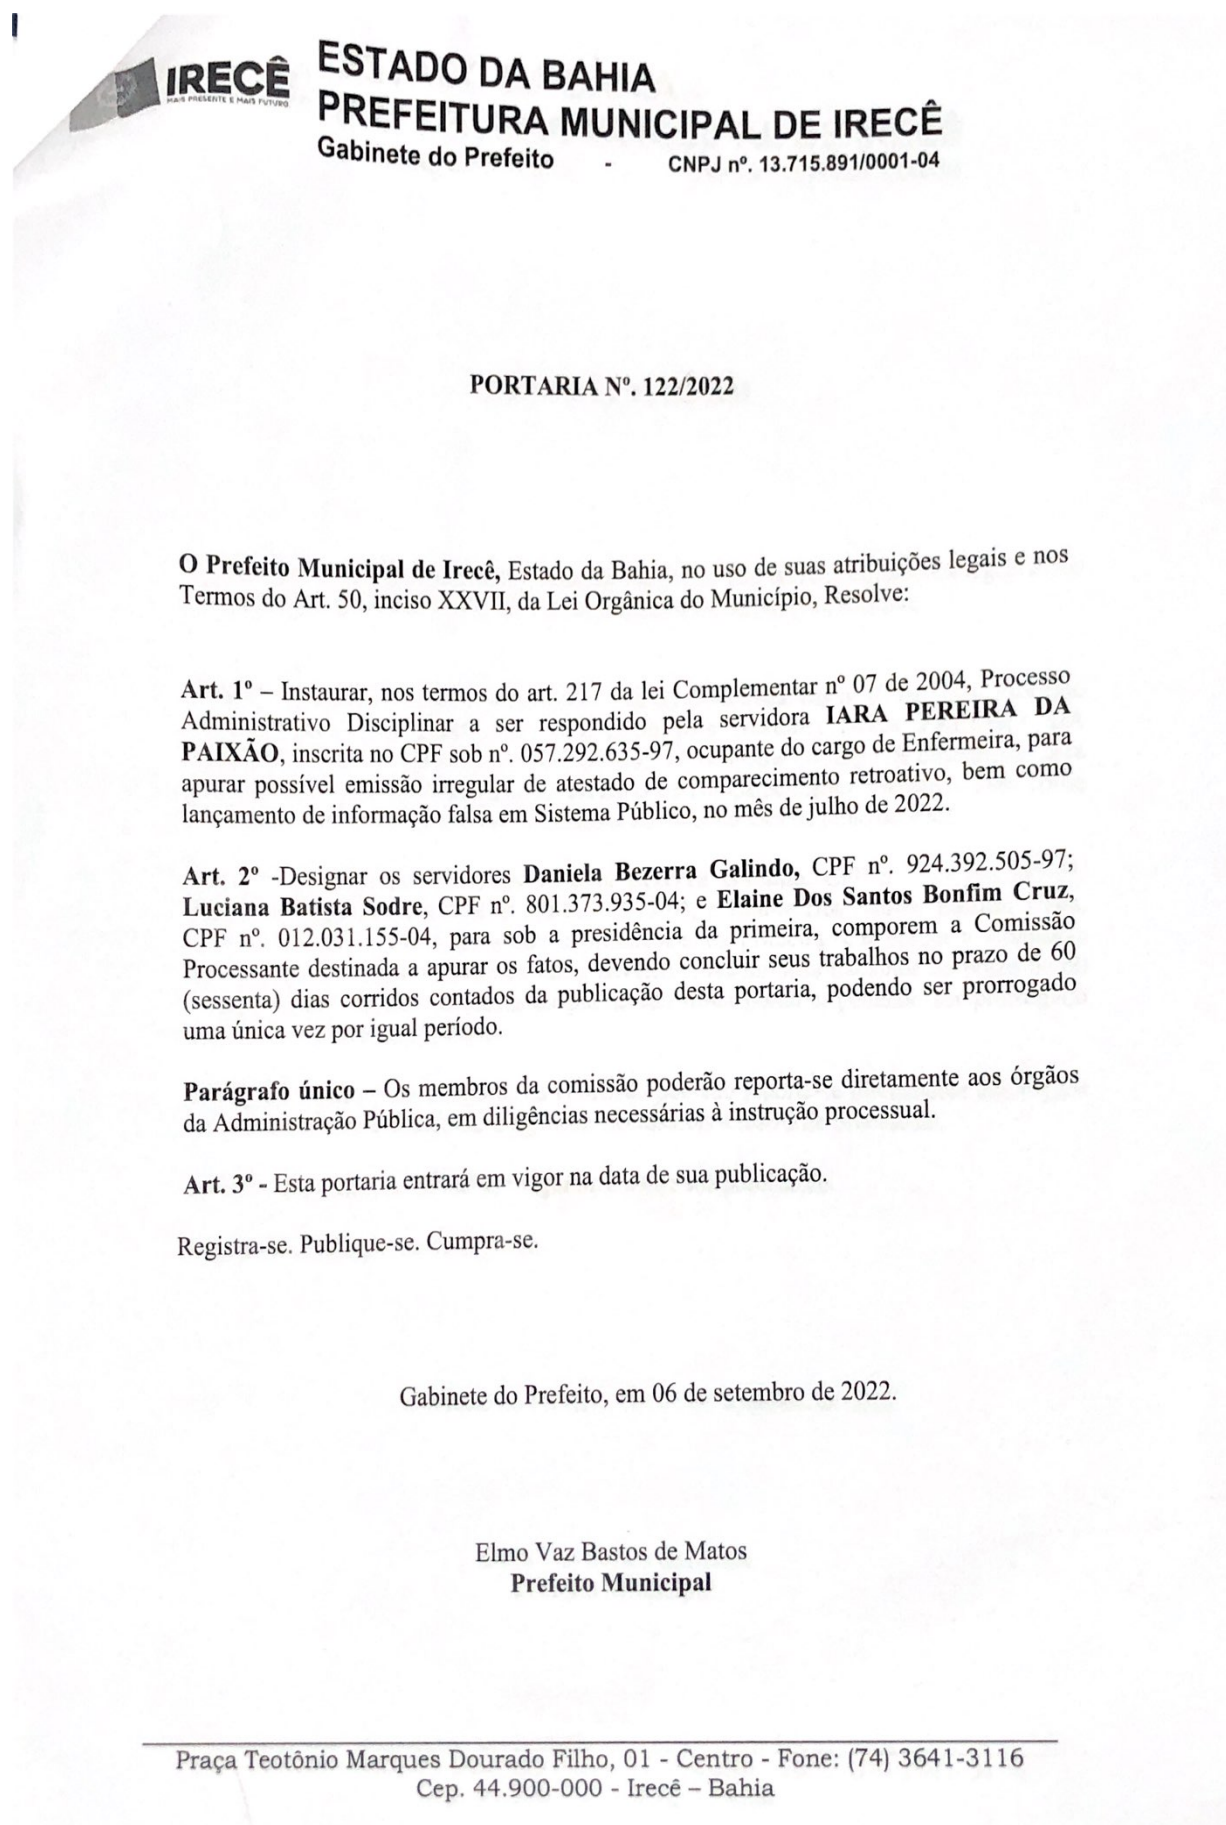 IRECÊ
MAIS PRESENTE E MAIS FUTURO
ESTADO DA BAHIA
PREFEITURA MUNICIPAL DE IRECÊ
Gabinete do Prefeito - CNPJ nº. 13.715.891/0001-04
PORTARIA Nº. 122/2022
O Prefeito Municipal de Irecê, Estado da Bahia, no uso de suas atribuições legais e nos
Termos do Art. 50, inciso XXVII, da Lei Orgânica do Município, Resolve:
Art. 1º – Instaurar, nos termos do art. 217 da lei Complementar nº 07 de 2004, Processo
Administrativo Disciplinar a ser respondido pela servidora IARA PEREIRA DA
PAIXÃO, inscrita no CPF sob nº. 057.292.635-97, ocupante do cargo de Enfermeira, para
apurar possível emissão irregular de atestado de comparecimento retroativo, bem como
lançamento de informação falsa em Sistema Público, no mês de julho de 2022.
Art. 2º -Designar os servidores Daniela Bezerra Galindo, CPF nº. 924.392.505-97;
Luciana Batista Sodre, CPF nº. 801.373.935-04; e Elaine Dos Santos Bonfim Cruz,
CPF nº. 012.031.155-04, para sob a presidência da primeira, comporem a Comissão
Processante destinada a apurar os fatos, devendo concluir seus trabalhos no prazo de 60
(sessenta) dias corridos contados da publicação desta portaria, podendo ser prorrogado
uma única vez por igual período.
Parágrafo único – Os membros da comissão poderão reporta-se diretamente aos órgãos
da Administração Pública, em diligências necessárias à instrução processual.
Art. 3º - Esta portaria entrará em vigor na data de sua publicação.
Registra-se. Publique-se. Cumpra-se.
Gabinete do Prefeito, em 06 de setembro de 2022.
Elmo Vaz Bastos de Matos
Prefeito Municipal
Praça Teotônio Marques Dourado Filho, 01 - Centro - Fone: (74) 3641-3116
Cep. 44.900-000 - Irecê – Bahia